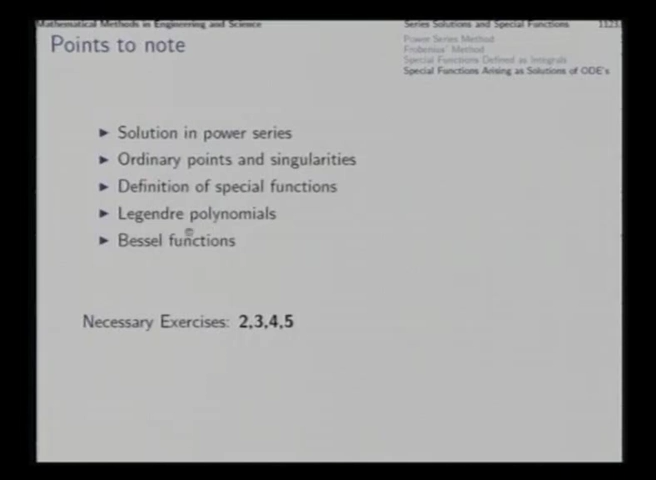 Mathematical Methods in Engineering and Science
Series Solutions and Special Functions
Points to note
Power Series Method
Frobenius' Method
Special Functions Defined as Integrals
Special Functions Arising as Solutions of ODE's
► Solution in power series
► Ordinary points and singularities
► Definition of special functions
► Legendre polynomials
► Bessel functions
Necessary Exercises: 2,3,4,5